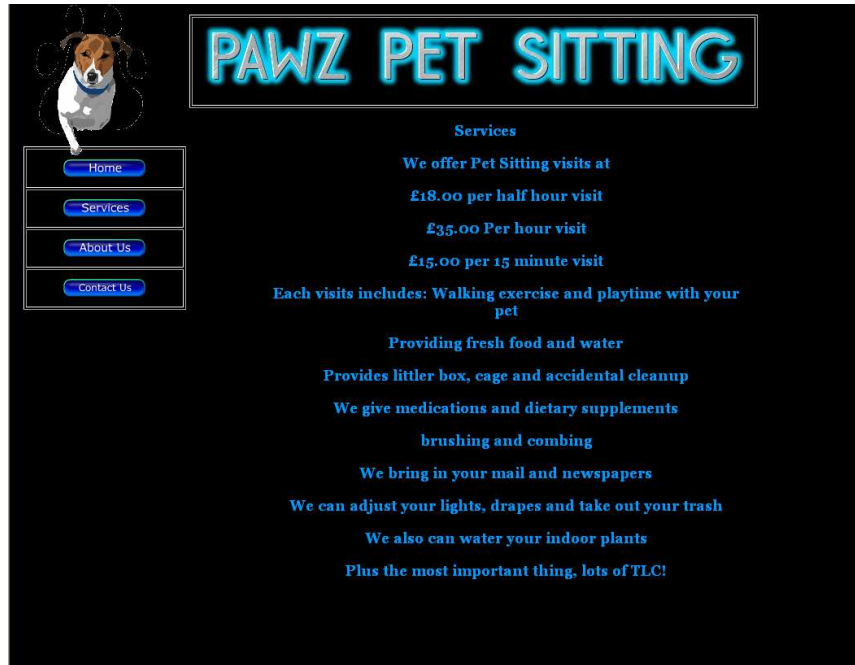 PAWZ PET SITTING
Home
Services
About Us
Contact Us
Services
We offer Pet Sitting visits at
£18.00 per half hour visit
£35.00 Per hour visit
£15.00 per 15 minute visit
Each visits includes: Walking exercise and playtime with your
pet
Providing fresh food and water
Provides littler box, cage and accidental cleanup
We give medications and dietary supplements
brushing and combing
We bring in your mail and newspapers
We can adjust your lights, drapes and take out your trash
We also can water your indoor plants
Plus the most important thing, lots of TLC!